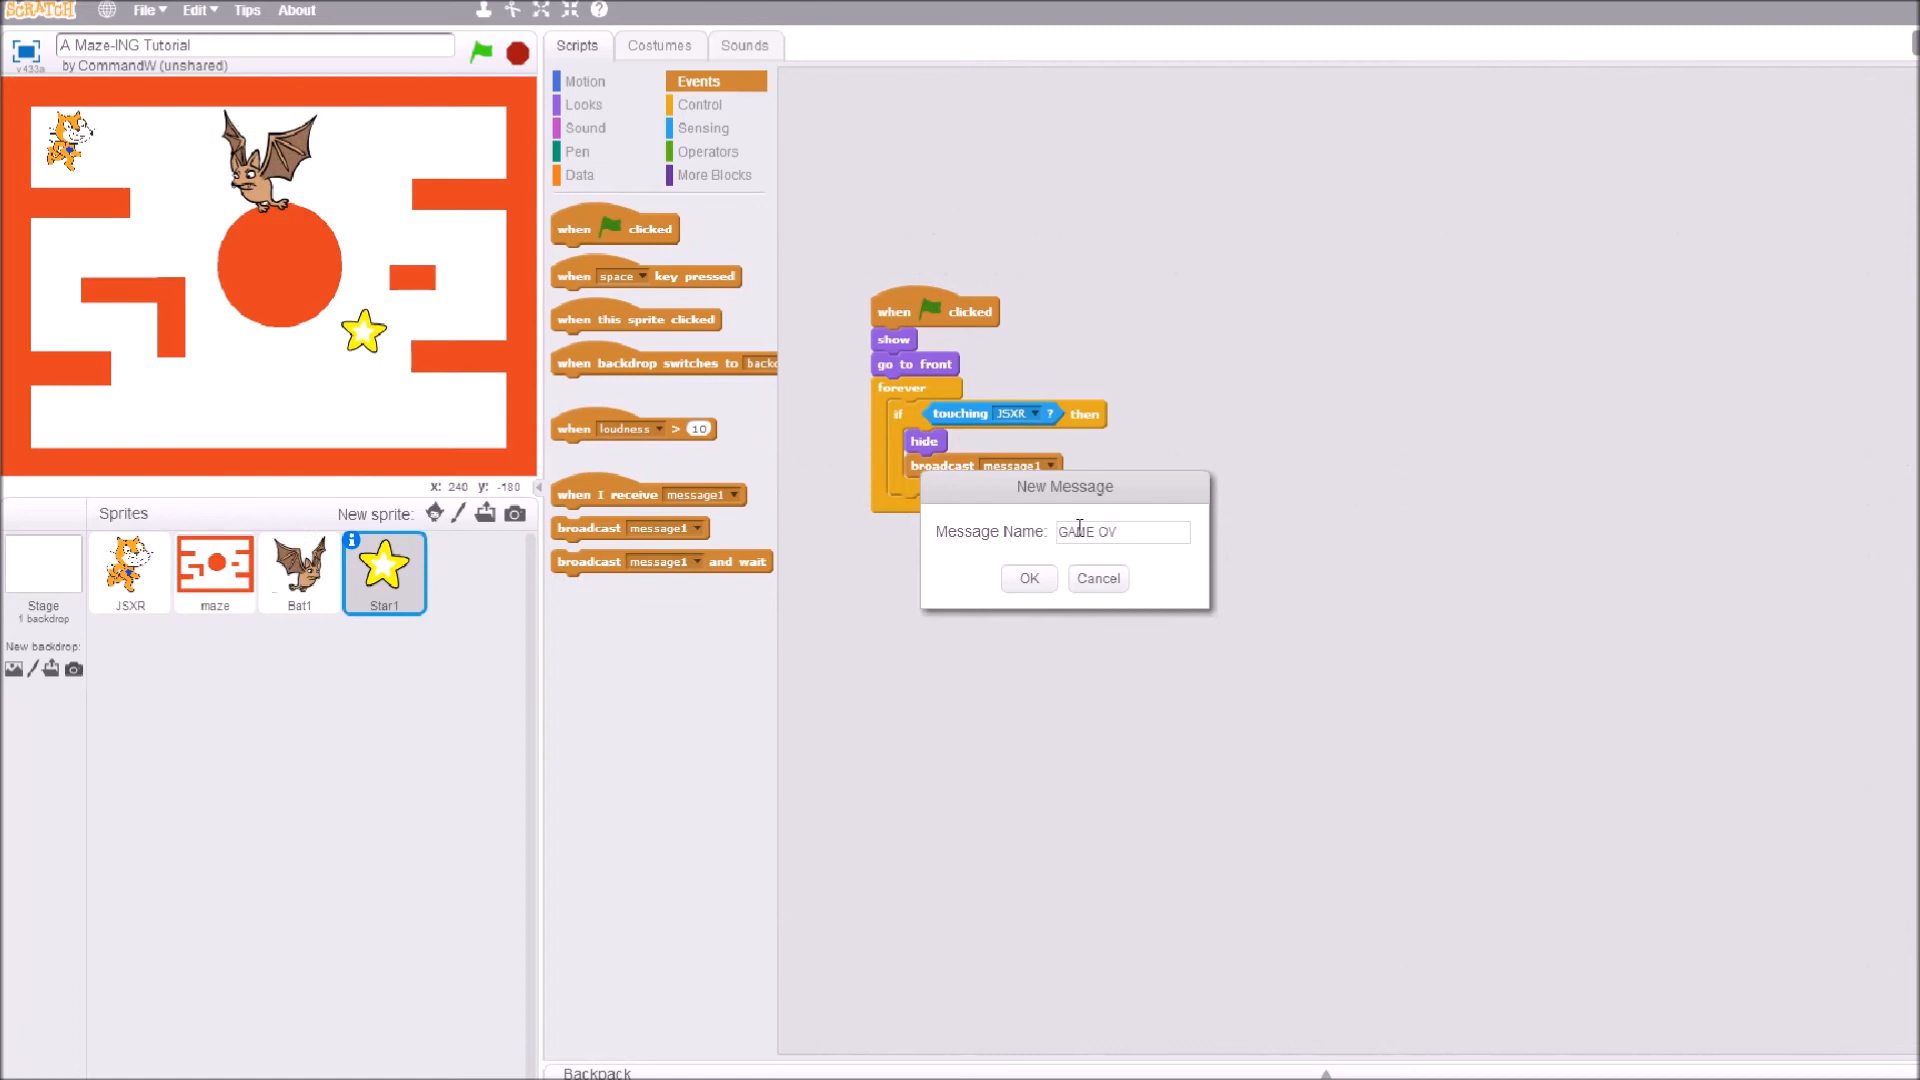 SCRATCH File Edit Tips About
v433a A Maze-ING Tutorial
by CommandW (unshared)
Scripts Costumes Sounds
Motion Events
Looks Control
Sound Sensing
Pen Operators
Data More Blocks
when clicked
when space key pressed
when this sprite clicked
when backdrop switches to
when loudness > 10
when I receive message1
broadcast message1
broadcast message1 and wait
when clicked
show
go to front
forever
if touching JSXR ? then
hide
broadcast message1
New Message
Message Name: GAME OV
OK Cancel
x: 240 y: -180
Sprites New sprite:
JSXR maze Bat1 Star1
Stage
1 backdrop
New backdrop:
Backpack